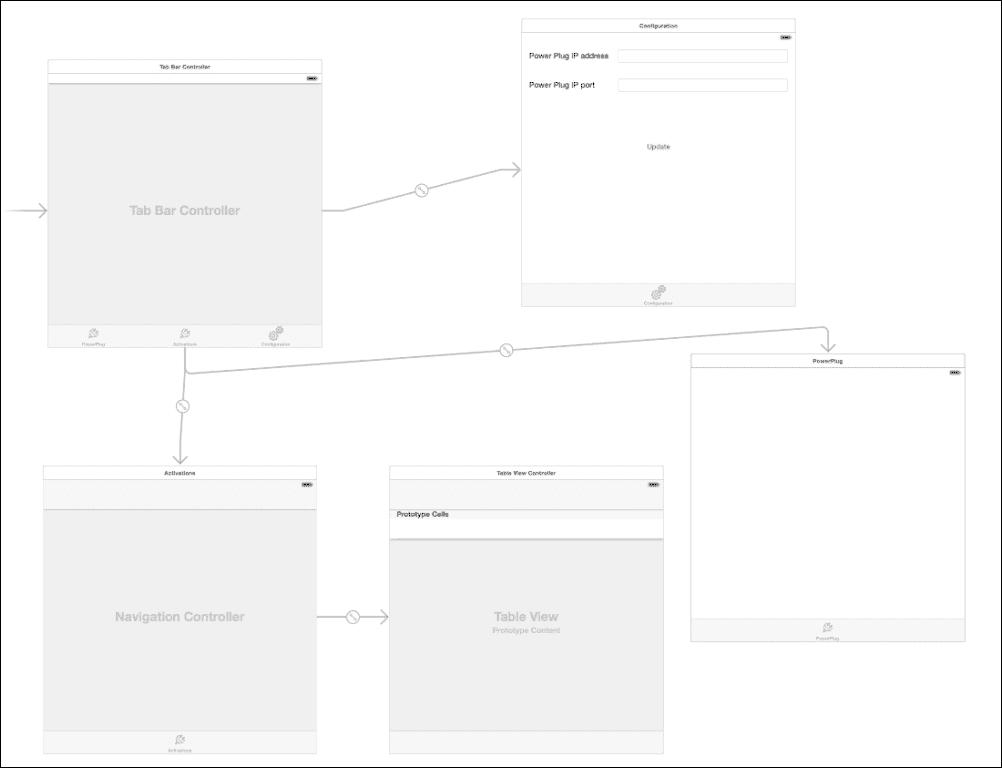 Tab Bar Controller
Tab Bar Controller
PowerPlug
Activations
Configuration
Configuration
Power Plug IP address
Power Plug IP port
Update
Configuration
PowerPlug
PowerPlug
Activations
Navigation Controller
Activations
Table View Controller
Prototype Cells
Table View
Prototype Content